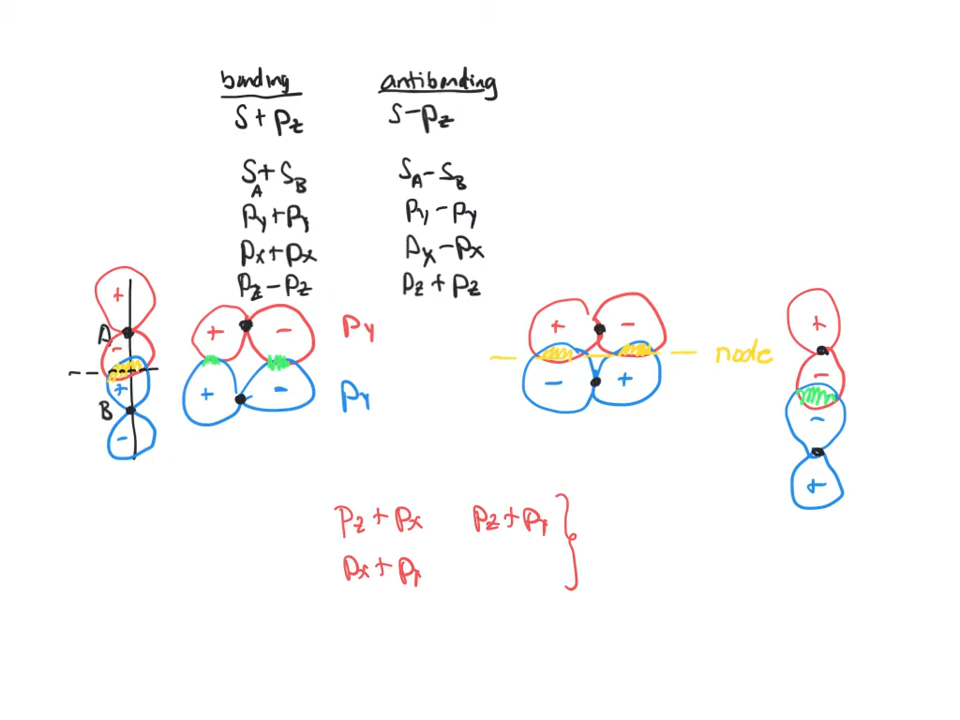 bonding antibonding
S + Pz S - Pz
SA + SB SA - SB
Py + Py Py - Py
Px + Px Px - Px
Pz - Pz Pz + Pz
+
A
-
+
B
-
+ - Py
+ - Py
+ -
- +
node
+
-
-
+
Pz + Px Pz + Py
Px + Py